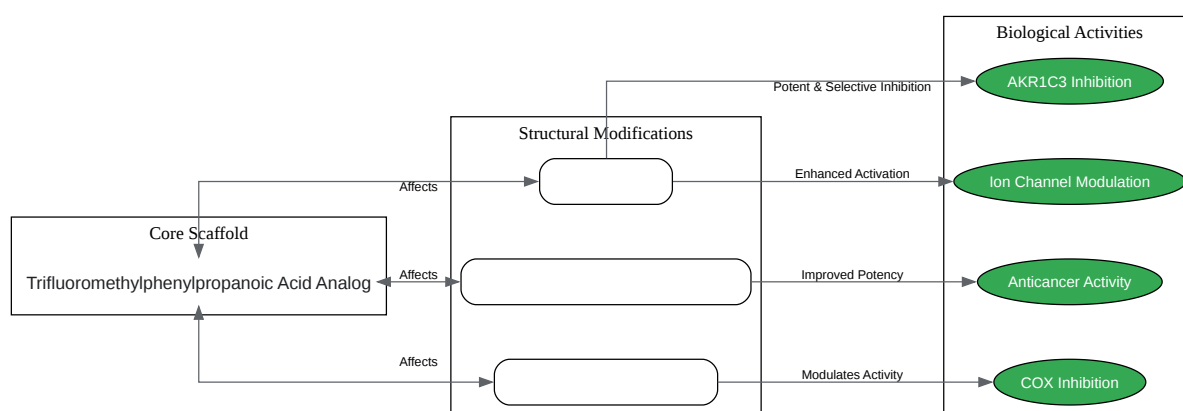 Biological Activities
AKR1C3 Inhibition
Potent & Selective Inhibition
Structural Modifications
Affects
Enhanced Activation
Ion Channel Modulation
Core Scaffold
Trifluoromethylphenylpropanoic Acid Analog
Affects
Improved Potency
Anticancer Activity
Affects
Modulates Activity
COX Inhibition